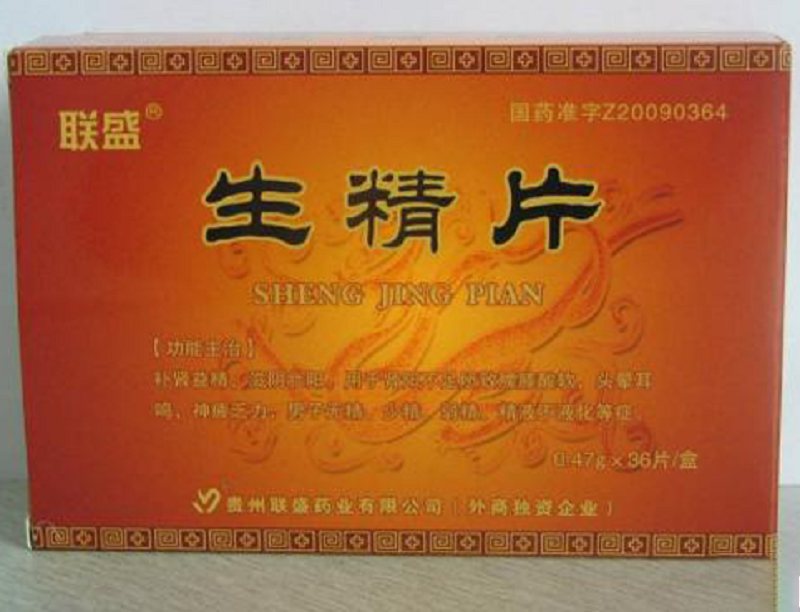 联盛®
国药准字Z20090364
生精片
SHENG JING PIAN
【功能主治】
补肾益精,滋阴壮阳。用于肾阳不足所致腰膝酸软,头晕耳
鸣,神疲乏力,男子无精、少精、弱精、精液不液化等症。
0.47g×36片/盒
贵州联盛药业有限公司(外商独资企业)